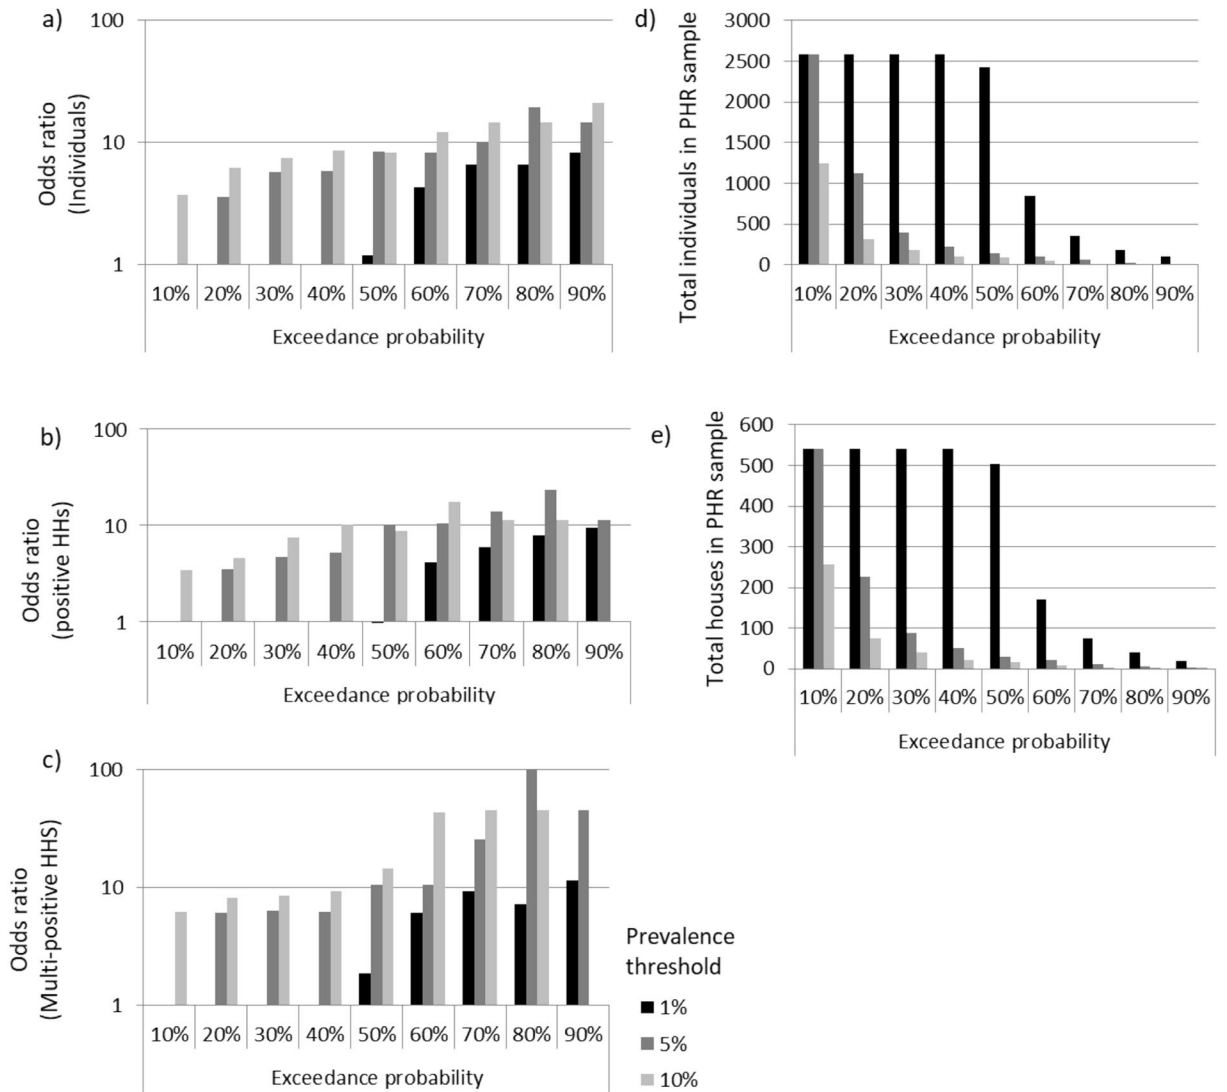 a)
Odds ratio
(Individuals)
100
10
1
10% 20% 30% 40% 50% 60% 70% 80% 90%
Exceedance probability
d)
Total individuals in PHR sample
3000
2500
2000
1500
1000
500
0
10% 20% 30% 40% 50% 60% 70% 80% 90%
Exceedance probability
b)
Odds ratio
(positive HHs)
100
10
1
10% 20% 30% 40% 50% 60% 70% 80% 90%
Exceedance probability
e)
Total houses in PHR sample
600
500
400
300
200
100
0
10% 20% 30% 40% 50% 60% 70% 80% 90%
Exceedance probability
c)
Odds ratio
(Multi-positive HHS)
100
10
1
10% 20% 30% 40% 50% 60% 70% 80% 90%
Exceedance probability
Prevalence
threshold
1%
5%
10%